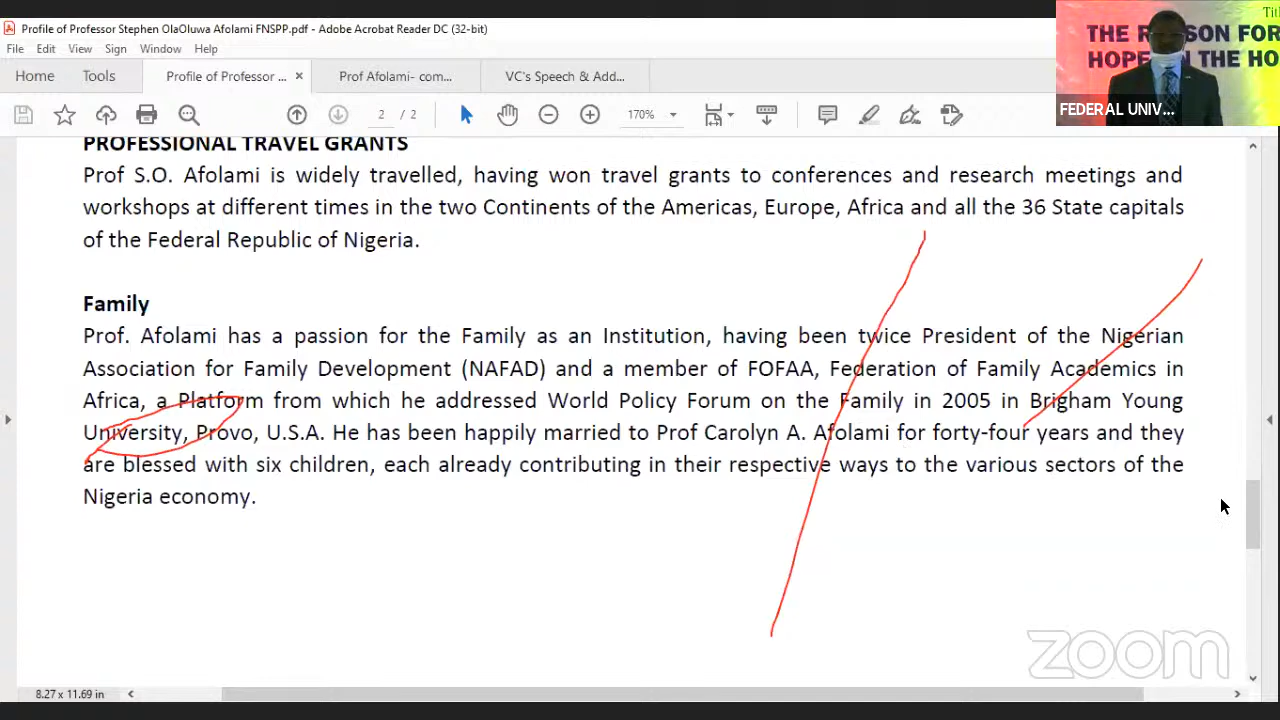 Profile of Professor Stephen OlaOluwa Afolami FNSPP.pdf - Adobe Acrobat Reader DC (32-bit)
File Edit View Sign Window Help
Home Tools Profile of Professor ... × Prof Afolami- com... VC's Speech & Add...
2 / 2 170%
PROFESSIONAL TRAVEL GRANTS
Prof S.O. Afolami is widely travelled, having won travel grants to conferences and research meetings and
workshops at different times in the two Continents of the Americas, Europe, Africa and all the 36 State capitals
of the Federal Republic of Nigeria.
Family
Prof. Afolami has a passion for the Family as an Institution, having been twice President of the Nigerian
Association for Family Development (NAFAD) and a member of FOFAA, Federation of Family Academics in
Africa, a Platform from which he addressed World Policy Forum on the Family in 2005 in Brigham Young
University, Provo, U.S.A. He has been happily married to Prof Carolyn A. Afolami for forty-four years and they
are blessed with six children, each already contributing in their respective ways to the various sectors of the
Nigeria economy.
8.27 x 11.69 in
THE SON FOR
HOPE THE HO
FEDERAL UNIV...
zoom